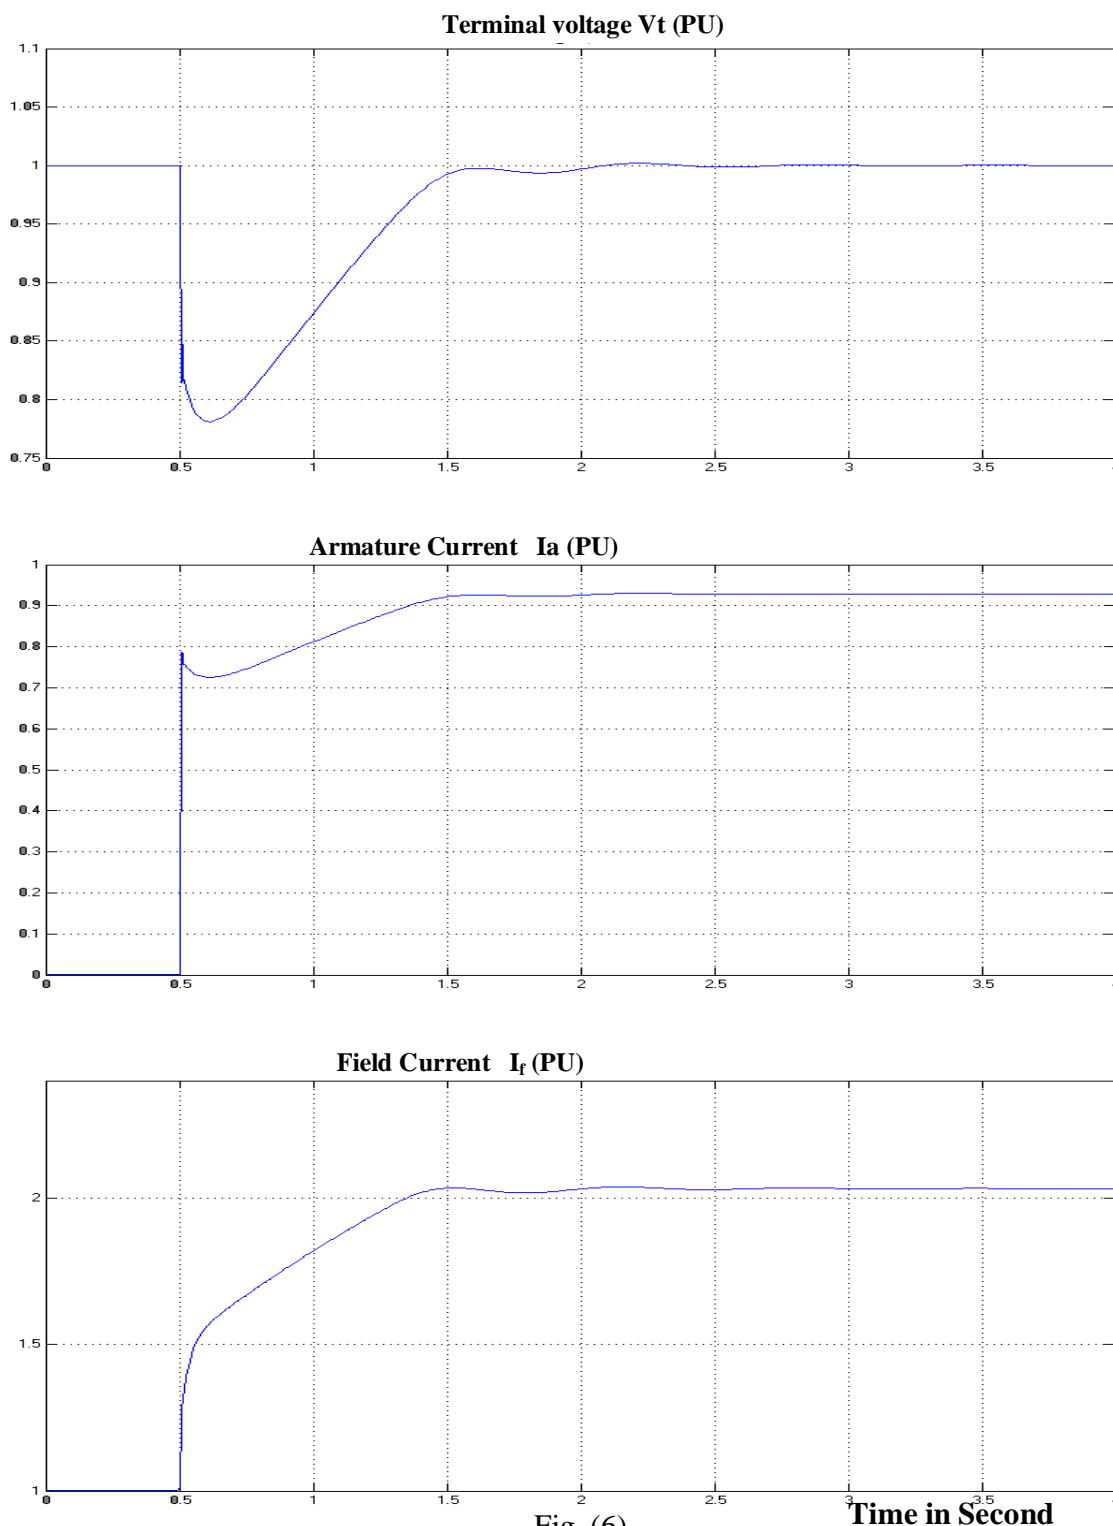 Terminal voltage Vt (PU)
1.1
1.05
1
0.95
0.9
0.85
0.8
0.75
0 0.5 1 1.5 2 2.5 3 3.5
Armature Current Ia (PU)
1
0.9
0.8
0.7
0.6
0.5
0.4
0.3
0.2
0.1
0
0 0.5 1 1.5 2 2.5 3 3.5
Field Current If (PU)
2
1.5
1
0 0.5 1 1.5 2 2.5 3 3.5
Time in Second
Fig. (6)